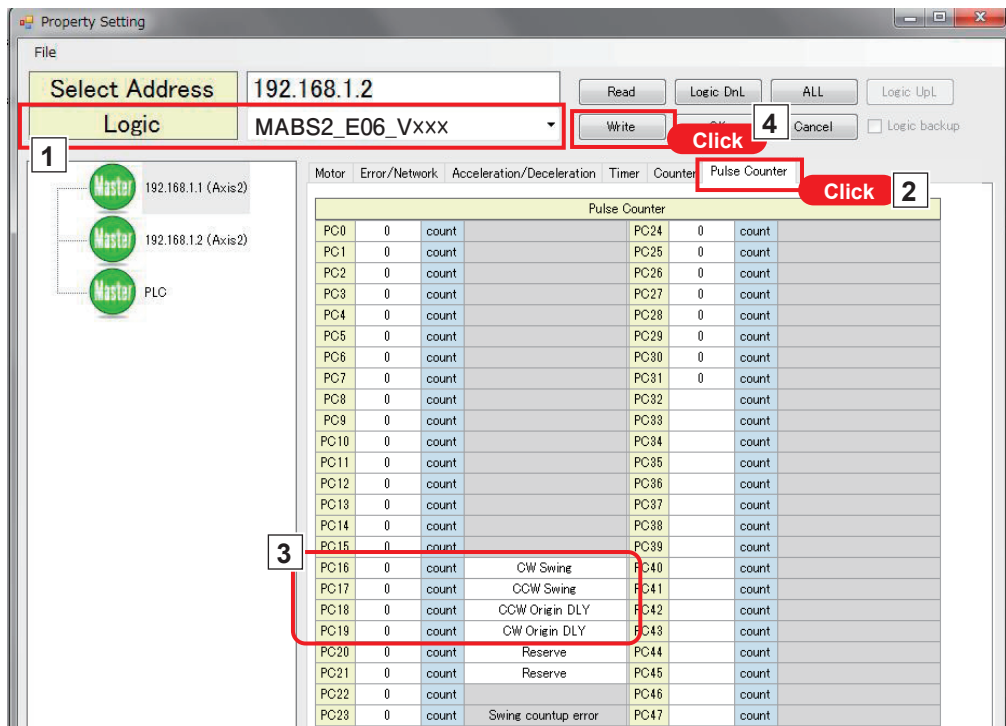 Property Setting
File
Select Address 192.168.1.2 Read Logic DnL ALL Logic UpL
Logic MABS2_E06_Vxxx Write Cancel Logic backup
Click 4
1
Master 192.168.1.1 (Axis2)
Master 192.168.1.2 (Axis2)
Master PLC
Motor Error/Network Acceleration/Deceleration Timer Counter Pulse Counter
Click 2
Pulse Counter
PC0 0 count PC24 0 count
PC1 0 count PC25 0 count
PC2 0 count PC26 0 count
PC3 0 count PC27 0 count
PC4 0 count PC28 0 count
PC5 0 count PC29 0 count
PC6 0 count PC30 0 count
PC7 0 count PC31 0 count
PC8 0 count PC32 count
PC9 0 count PC33 count
PC10 0 count PC34 count
PC11 0 count PC35 count
PC12 0 count PC36 count
PC13 0 count PC37 count
PC14 0 count PC38 count
PC15 0 count PC39 count
3
PC16 0 count CW Swing PC40 count
PC17 0 count CCW Swing PC41 count
PC18 0 count CCW Origin DLY PC42 count
PC19 0 count CW Origin DLY PC43 count
PC20 0 count Reserve PC44 count
PC21 0 count Reserve PC45 count
PC22 0 count PC46 count
PC23 0 count Swing countup error PC47 count